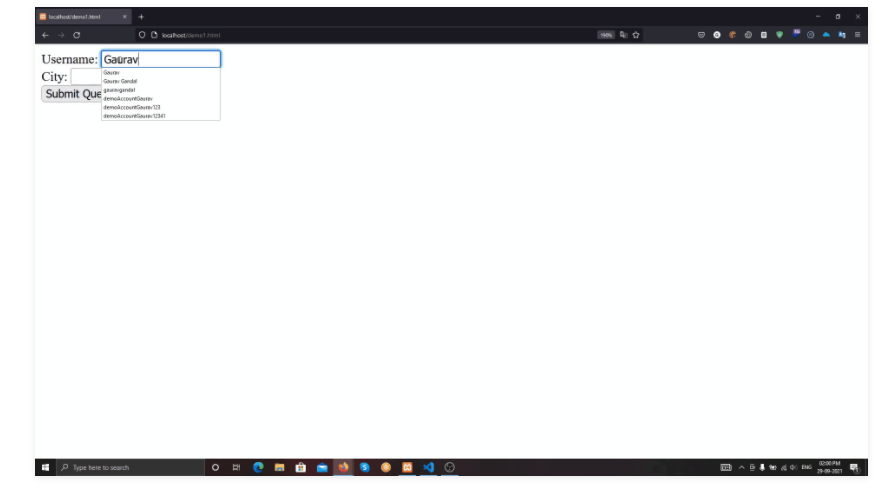 localhost/demo1.html
localhost/demo1.html
190%
Username: Gaurav
Gaurav
Gaurav Gandal
gauravgandal
demoAccountGaurav
demoAccountGaurav123
demoAccountGaurav12341
City:
Submit Que
Type here to search
ENG
02:00 PM
29-09-2021